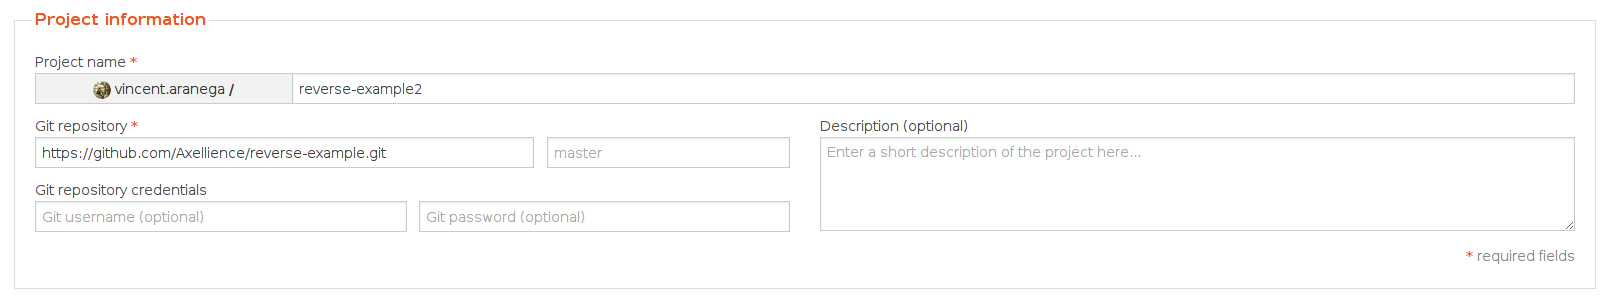 Project information
Project name *
vincent.aranega / reverse-example2
Git repository *
https://github.com/Axellience/reverse-example.git master
Git repository credentials
Git username (optional) Git password (optional)
Description (optional)
Enter a short description of the project here...
* required fields